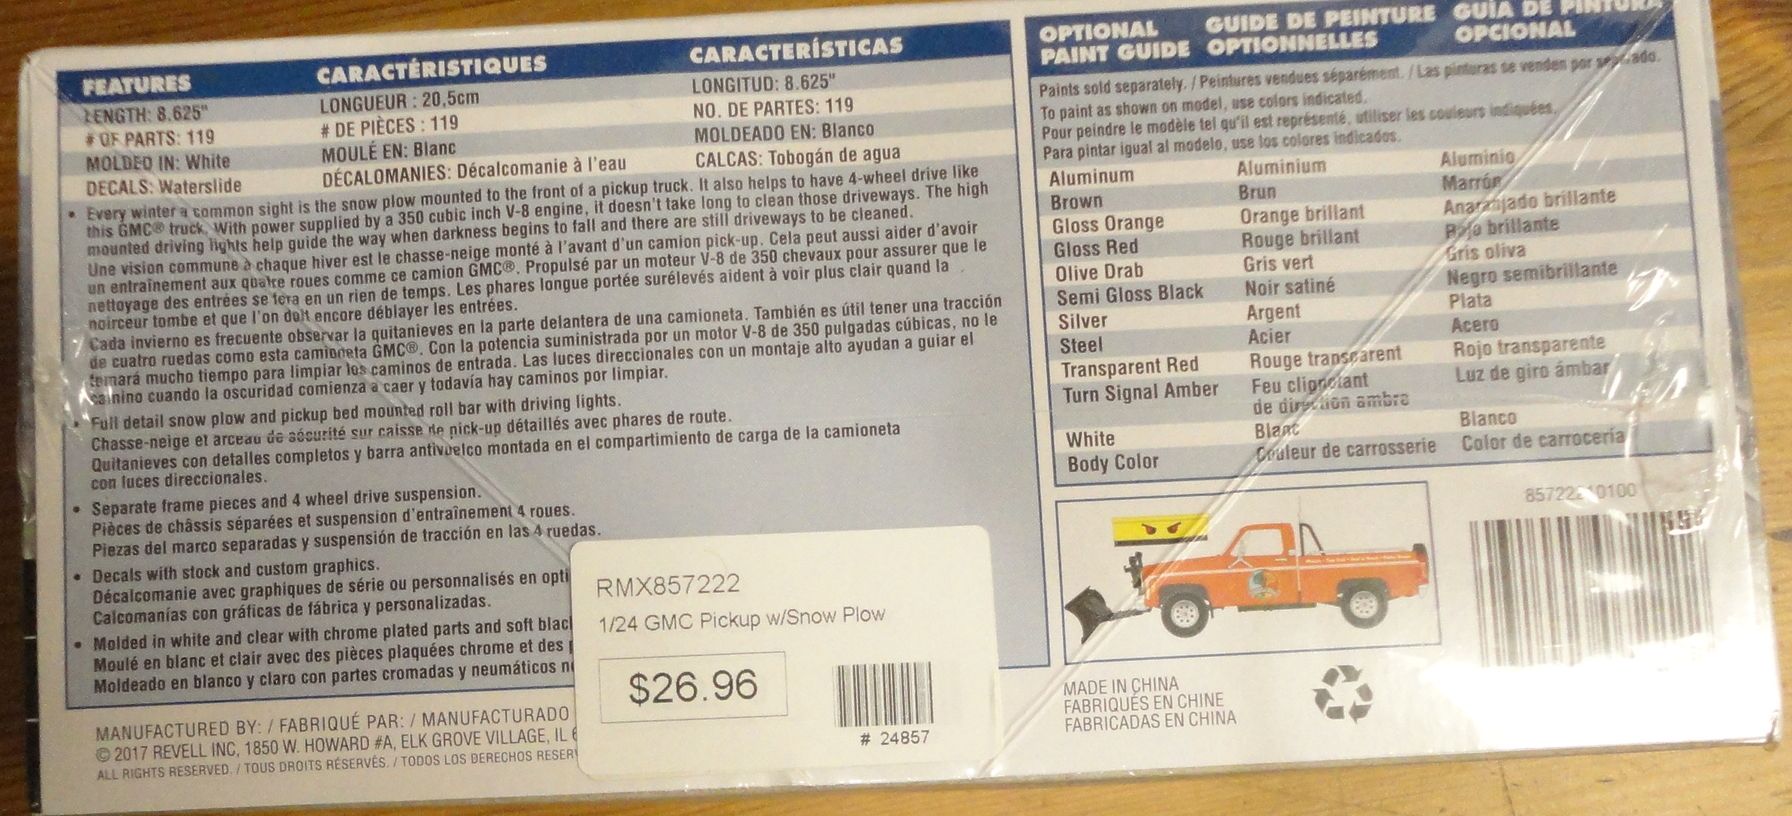 FEATURES
LENGTH: 8.625"
# OF PARTS: 119
MOLDED IN: White
DECALS: Waterslide
CARACTÉRISTIQUES
LONGUEUR : 20,5cm
# DE PIÈCES : 119
MOULÉ EN: Blanc
DÉCALOMANIES: Décalcomanie à l'eau
CARACTERÍSTICAS
LONGITUD: 8.625"
NO. DE PARTES: 119
MOLDEADO EN: Blanco
CALCAS: Tobogán de agua
• Every winter a common sight is the snow plow mounted to the front of a pickup truck. It also helps to have 4-wheel drive like
this GMC® truck. With power supplied by a 350 cubic inch V-8 engine, it doesn't take long to clean those driveways. The high
mounted driving lights help guide the way when darkness begins to fall and there are still driveways to be cleaned.
Une vision commune à chaque hiver est le chasse-neige monté à l'avant d'un camion pick-up. Cela peut aussi aider d'avoir
un entraînement aux quatre roues comme ce camion GMC®. Propulsé par un moteur V-8 de 350 chevaux pour assurer que le
nettoyage des entrées se fera en un rien de temps. Les phares longue portée surélevés aident à voir plus clair quand la
noirceur tombe et que l'on doit encore déblayer les entrées.
Cada invierno es frecuente observar la quitanieves en la parte delantera de una camioneta. También es útil tener una tracción
de cuatro ruedas como esta camioneta GMC®. Con la potencia suministrada por un motor V-8 de 350 pulgadas cúbicas, no le
tomará mucho tiempo para limpiar los caminos de entrada. Las luces direccionales con un montaje alto ayudan a guiar el
camino cuando la oscuridad comienza a caer y todavía hay caminos por limpiar.
• Full detail snow plow and pickup bed mounted roll bar with driving lights.
Chasse-neige et arceau de sécurité sur caisse de pick-up détaillés avec phares de route.
Quitanieves con detalles completos y barra antivuelco montada en el compartimiento de carga de la camioneta
con luces direccionales.
• Separate frame pieces and 4 wheel drive suspension.
Pièces de châssis séparées et suspension d'entraînement 4 roues.
Piezas del marco separadas y suspensión de tracción en las 4 ruedas.
• Decals with stock and custom graphics.
Décalcomanie avec graphiques de série ou personnalisés en opti
Calcomanías con gráficas de fábrica y personalizadas.
• Molded in white and clear with chrome plated parts and soft blac
Moulé en blanc et clair avec des pièces plaquées chrome et des
Moldeado en blanco y claro con partes cromadas y neumáticos n
MANUFACTURED BY: / FABRIQUÉ PAR: / MANUFACTURADO
© 2017 REVELL INC, 1850 W. HOWARD #A, ELK GROVE VILLAGE, IL 6
ALL RIGHTS RESERVED. / TOUS DROITS RÉSERVÉS. / TODOS LOS DERECHOS RESERV
RMX857222
1/24 GMC Pickup w/Snow Plow
$26.96
# 24857
OPTIONAL PAINT GUIDE
GUIDE DE PEINTURE OPTIONNELLES
GUÍA DE PINTURA OPCIONAL
Paints sold separately. / Peintures vendues séparément. / Las pinturas se venden por separado.
To paint as shown on model, use colors indicated.
Pour peindre le modèle tel qu'il est représenté, utiliser les couleurs indiquées.
Para pintar igual al modelo, use los colores indicados.
Aluminum Aluminium Aluminio
Brown Brun Marrón
Gloss Orange Orange brillant Anaranjado brillante
Gloss Red Rouge brillant Rojo brillante
Olive Drab Gris vert Gris oliva
Semi Gloss Black Noir satiné Negro semibrillante
Silver Argent Plata
Steel Acier Acero
Transparent Red Rouge transparent Rojo transparente
Turn Signal Amber Feu clignotant Luz de giro ámbar
de direction ambre
White Blanc Blanco
Body Color Couleur de carrosserie Color de carrocería
MADE IN CHINA
FABRIQUÉS EN CHINE
FABRICADAS EN CHINA